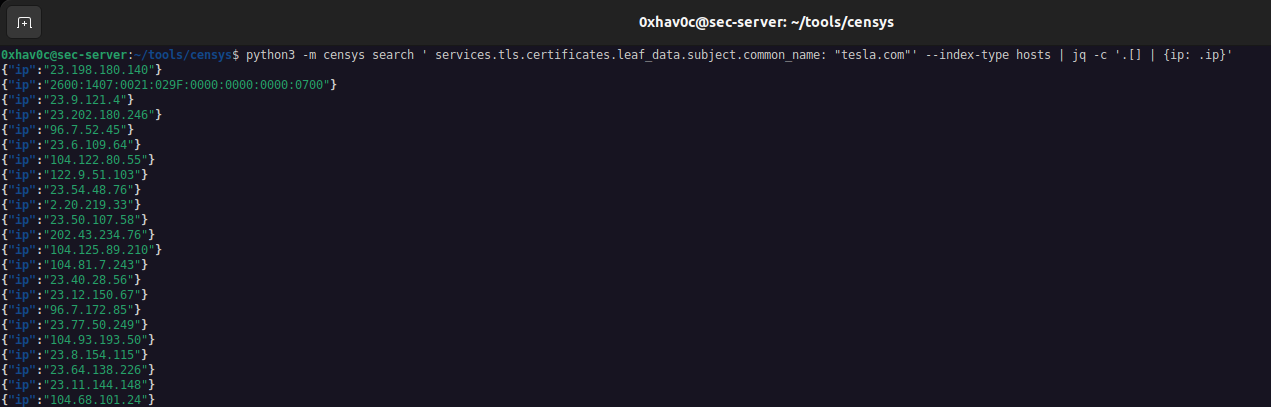 0xhav0c@sec-server: ~/tools/censys
0xhav0c@sec-server:~/tools/censys$ python3 -m censys search ' services.tls.certificates.leaf_data.subject.common_name: "tesla.com"' --index-type hosts | jq -c '.[] | {ip: .ip}'
{"ip":"23.198.180.140"}
{"ip":"2600:1407:0021:029F:0000:0000:0000:0700"}
{"ip":"23.9.121.4"}
{"ip":"23.202.180.246"}
{"ip":"96.7.52.45"}
{"ip":"23.6.109.64"}
{"ip":"104.122.80.55"}
{"ip":"122.9.51.103"}
{"ip":"23.54.48.76"}
{"ip":"2.20.219.33"}
{"ip":"23.50.107.58"}
{"ip":"202.43.234.76"}
{"ip":"104.125.89.210"}
{"ip":"104.81.7.243"}
{"ip":"23.40.28.56"}
{"ip":"23.12.150.67"}
{"ip":"96.7.172.85"}
{"ip":"23.77.50.249"}
{"ip":"104.93.193.50"}
{"ip":"23.8.154.115"}
{"ip":"23.64.138.226"}
{"ip":"23.11.144.148"}
{"ip":"104.68.101.24"}